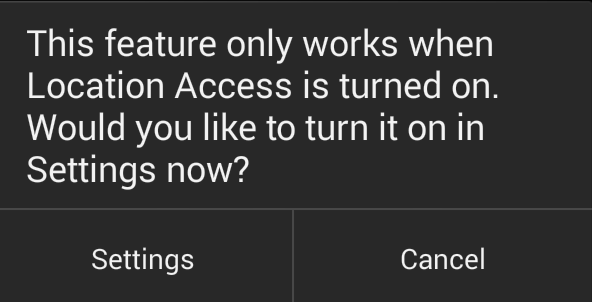 This feature only works when
Location Access is turned on.
Would you like to turn it on in
Settings now?
Settings
Cancel